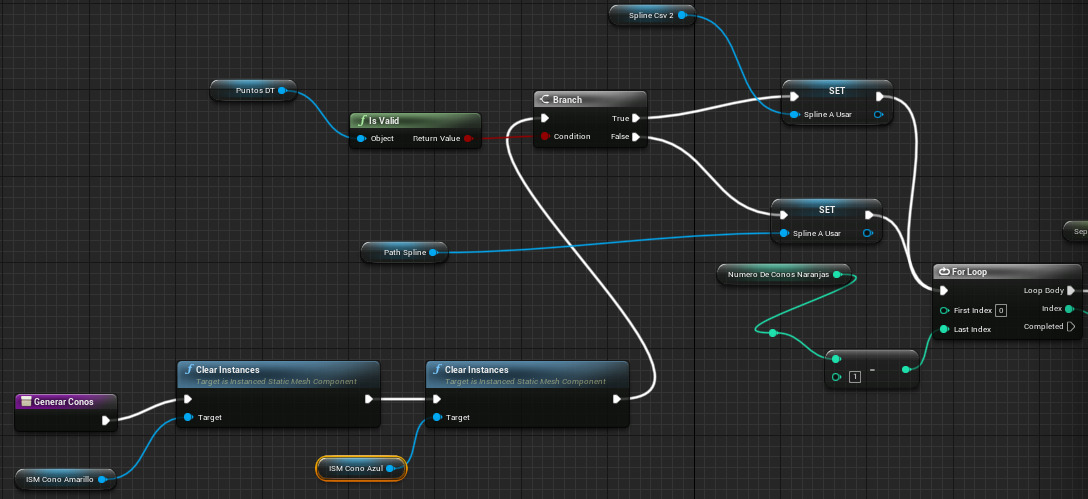 Spline Csv 2
Puntos DT
SET
Spline A Usar
Branch
True
Condition
False
f Is Valid
Object
Return Value
SET
Spline A Usar
Path Spline
Numero De Conos Naranjas
For Loop
Loop Body
First Index 0
Index
Last Index
Completed
1
-
f Clear Instances
Target is Instanced Static Mesh Component
Target
f Clear Instances
Target is Instanced Static Mesh Component
Target
Generar Conos
ISM Cono Amarillo
ISM Cono Azul
Sep